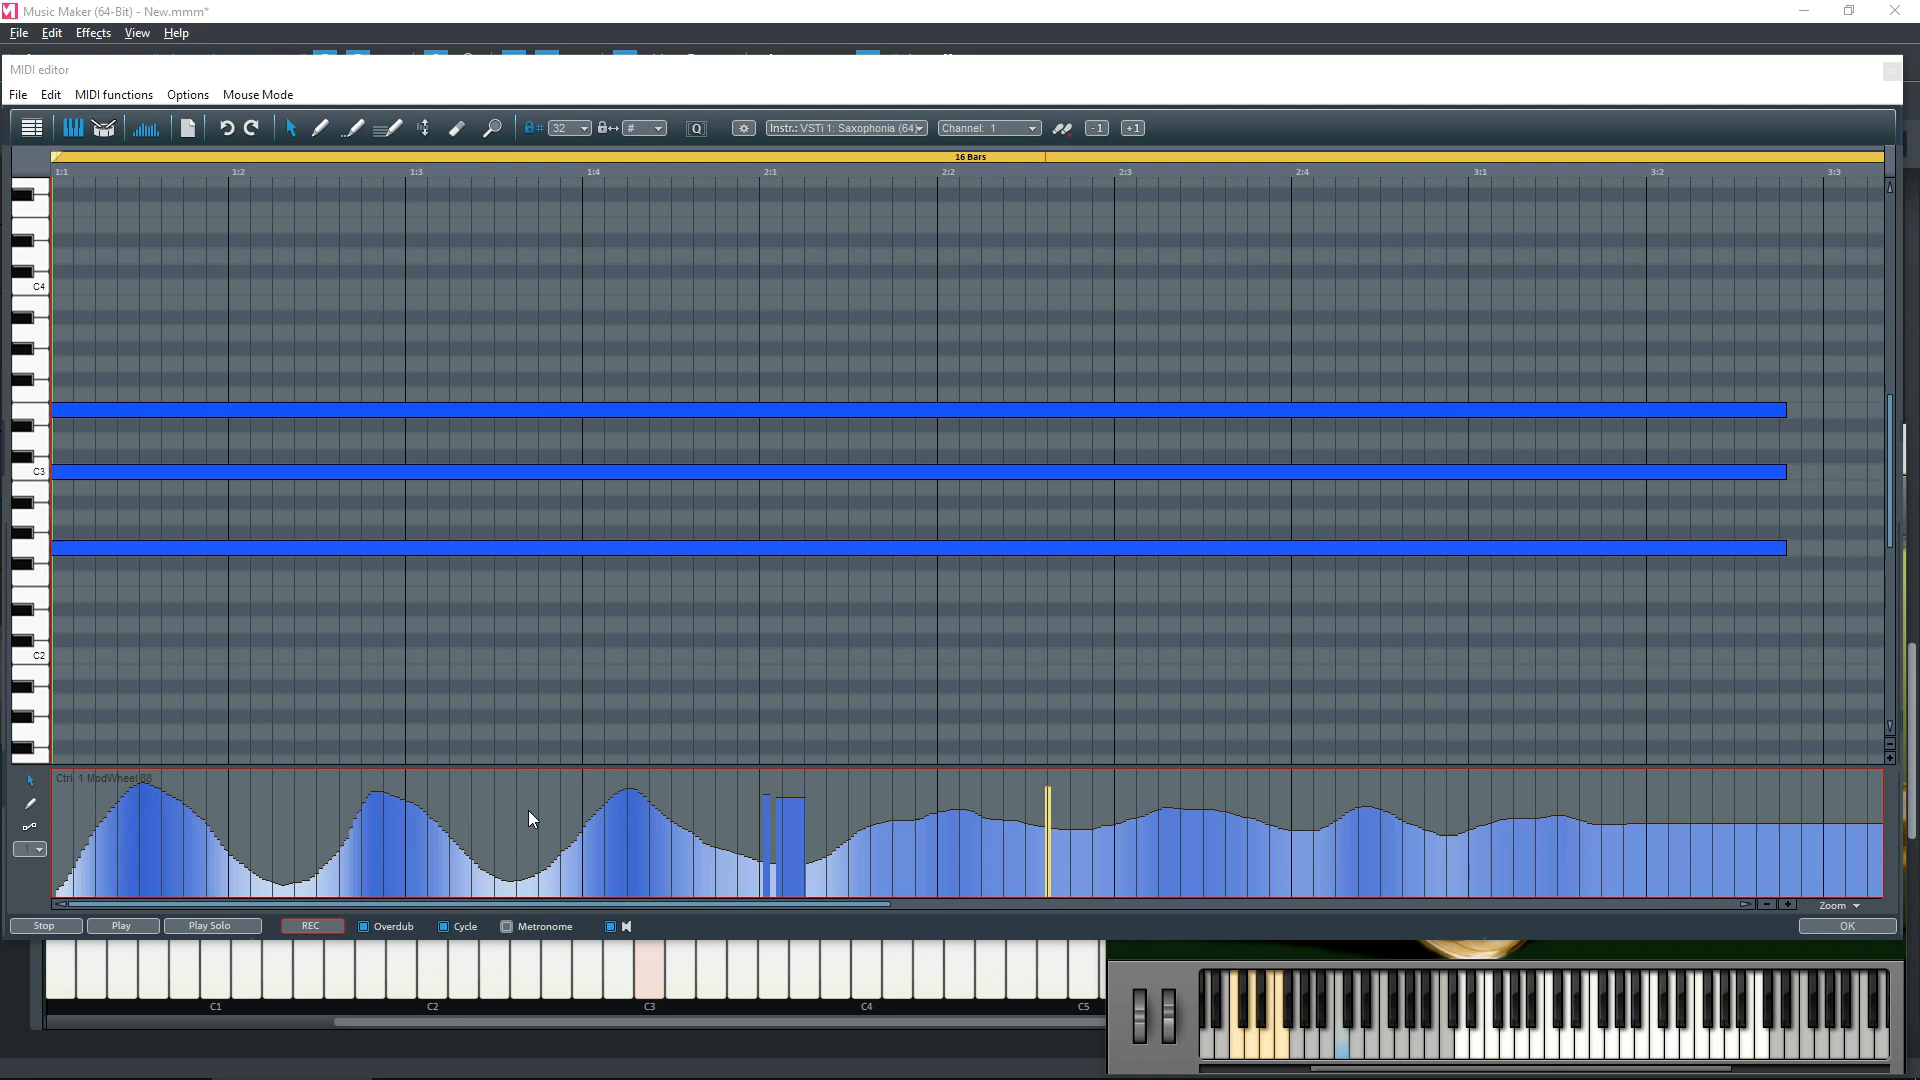 Music Maker (64-Bit) - New.mmm*
File Edit Effects View Help
MIDI editor
File Edit MIDI functions Options Mouse Mode
32 # Q Instr.: VSTi 1: Saxophonia (64) Channel: 1 -1 +1
16 Bars
1:1 1:2 1:3 1:4 2:1 2:2 2:3 2:4 3:1 3:2 3:3
C4
C3
C2
Ctrl 1 ModWheel 88
1
Zoom
Stop Play Play Solo REC Overdub Cycle Metronome OK
C1 C2 C3 C4 C5